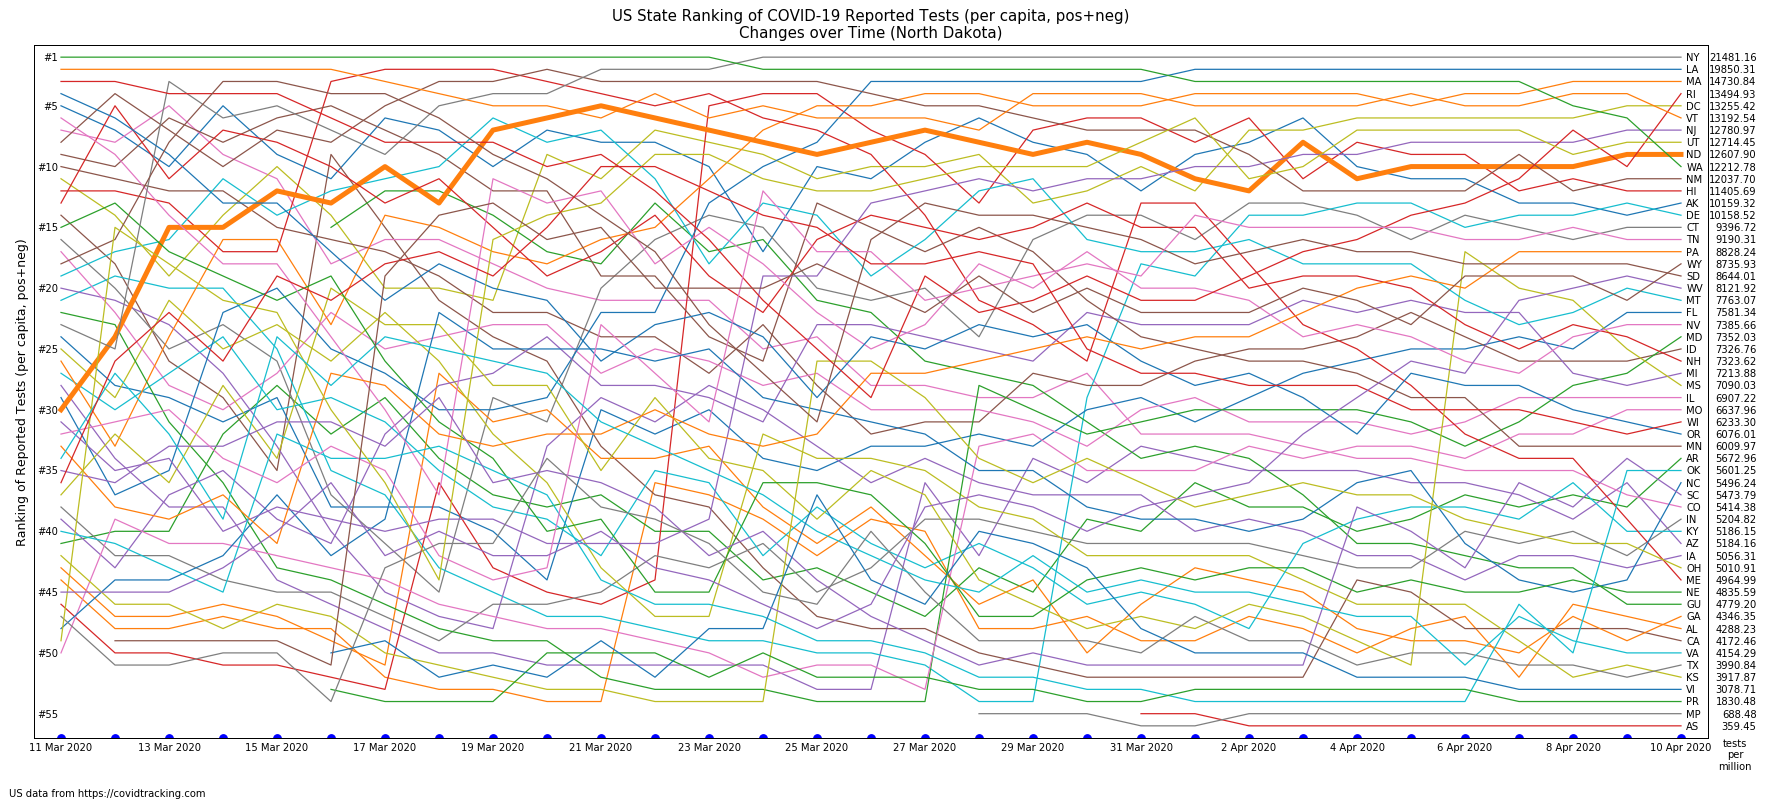 US State Ranking of COVID-19 Reported Tests (per capita, pos+neg)
Changes over Time (North Dakota)
Ranking of Reported Tests (per capita, pos+neg)
#1
#5
#10
#15
#20
#25
#30
#35
#40
#45
#50
#55
NY 21481.16
LA 19850.31
MA 14730.84
RI 13494.93
DC 13255.42
VT 13192.54
NJ 12780.97
UT 12714.45
ND 12607.90
WA 12212.78
NM 12037.70
HI 11405.69
AK 10159.32
DE 10158.52
CT 9396.72
TN 9190.31
PA 8828.24
WY 8735.93
SD 8644.01
WV 8121.92
MT 7763.07
FL 7581.34
NV 7385.66
MD 7352.03
ID 7326.76
NH 7323.62
MI 7213.88
MS 7090.03
IL 6907.22
MO 6637.96
WI 6233.30
OR 6076.01
MN 6009.97
AR 5672.96
OK 5601.25
NC 5496.24
SC 5473.79
CO 5414.38
IN 5204.82
KY 5186.15
AZ 5184.16
IA 5056.31
OH 5010.91
ME 4964.99
NE 4835.59
GU 4779.20
GA 4346.35
AL 4288.23
CA 4172.46
VA 4154.29
TX 3990.84
KS 3917.87
VI 3078.71
PR 1830.48
MP 688.48
AS 359.45
11 Mar 2020 13 Mar 2020 15 Mar 2020 17 Mar 2020 19 Mar 2020 21 Mar 2020 23 Mar 2020 25 Mar 2020 27 Mar 2020 29 Mar 2020 31 Mar 2020 2 Apr 2020 4 Apr 2020 6 Apr 2020 8 Apr 2020 10 Apr 2020
tests
per
million
US data from https://covidtracking.com